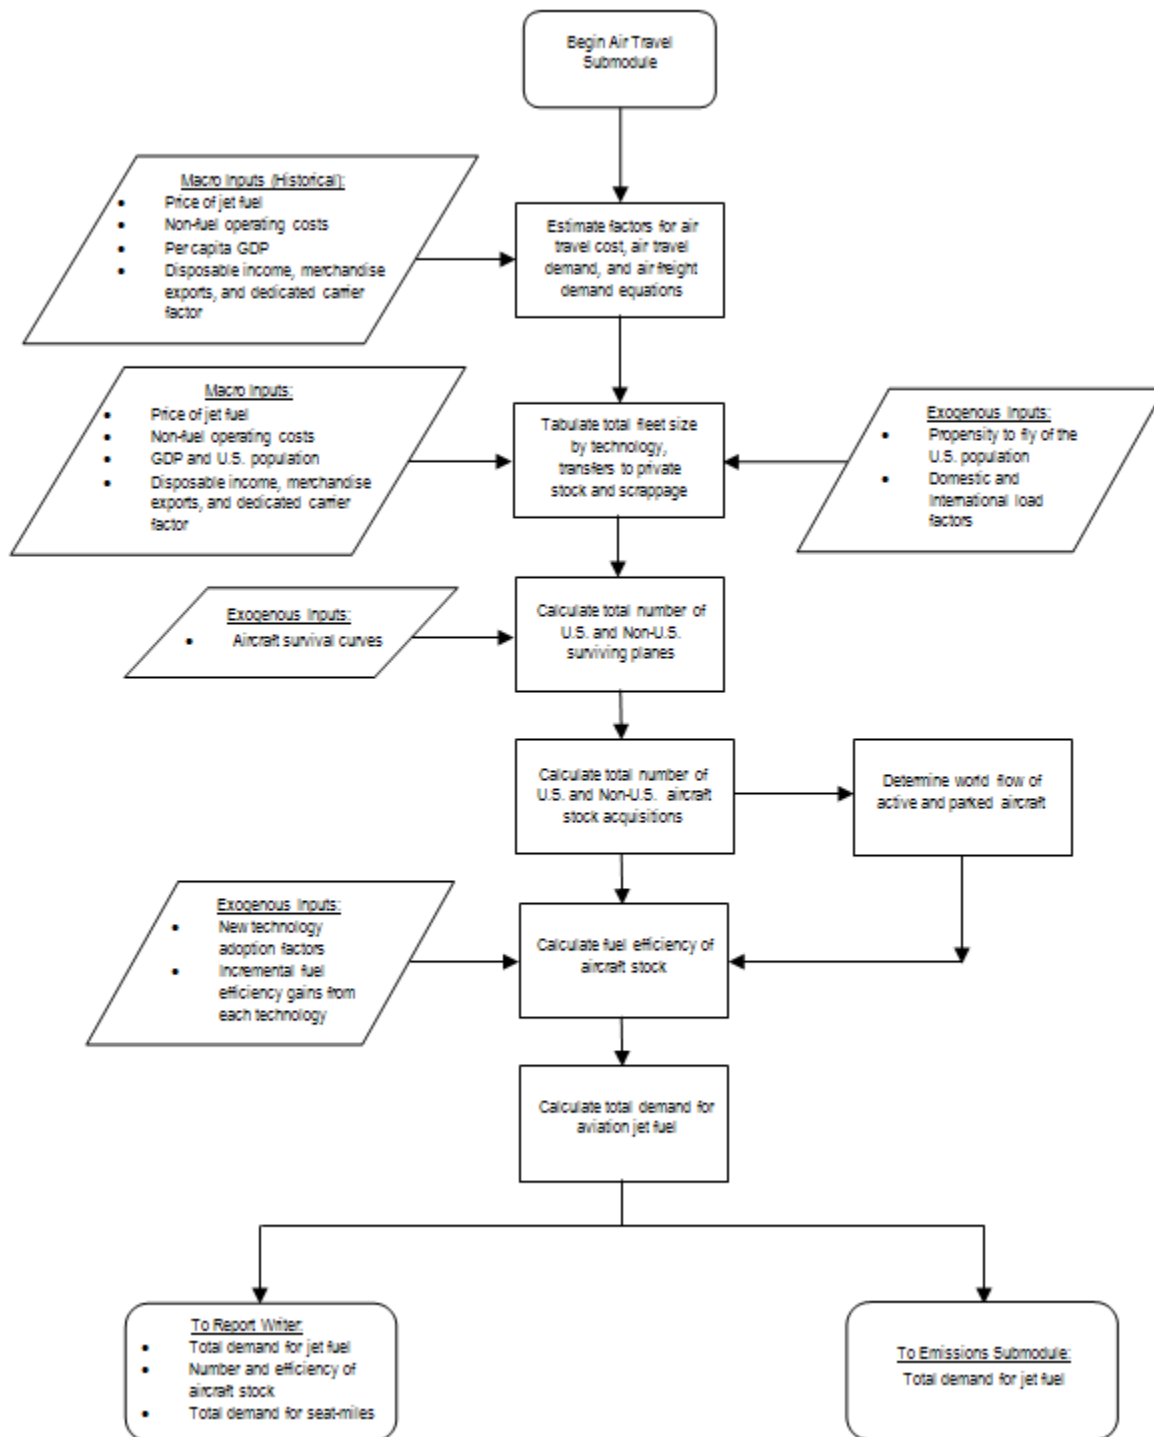 Begin Air Travel
Submodule
Macro Inputs (Historical):
• Price of jet fuel
• Non-fuel operating costs
• Per capita GDP
• Disposable income, merchandise
exports, and dedicated carrier
factor
Estimate factors for air
travel cost, air travel
demand, and air freight
demand equations
Macro Inputs:
• Price of jet fuel
• Non-fuel operating costs
• GDP and U.S. population
• Disposable income, merchandise
exports, and dedicated carrier
factor
Tabulate total fleet size
by technology,
transfers to private
stock and scrappage
Exogenous Inputs:
• Propensity to fly of the
U.S. population
• Domestic and
International load
factors
Exogenous Inputs:
• Aircraft survival curves
Calculate total number of
U.S. and Non-U.S.
surviving planes
Calculate total number of
U.S. and Non-U.S. aircraft
stock acquisitions
Determine world flow of
active and parked aircraft
Exogenous Inputs:
• New technology
adoption factors
• Incremental fuel
efficiency gains from
each technology
Calculate fuel efficiency of
aircraft stock
Calculate total demand for
aviation jet fuel
To Report Writer:
• Total demand for jet fuel
• Number and efficiency of
aircraft stock
• Total demand for seat-miles
To Emissions Submodule:
Total demand for jet fuel